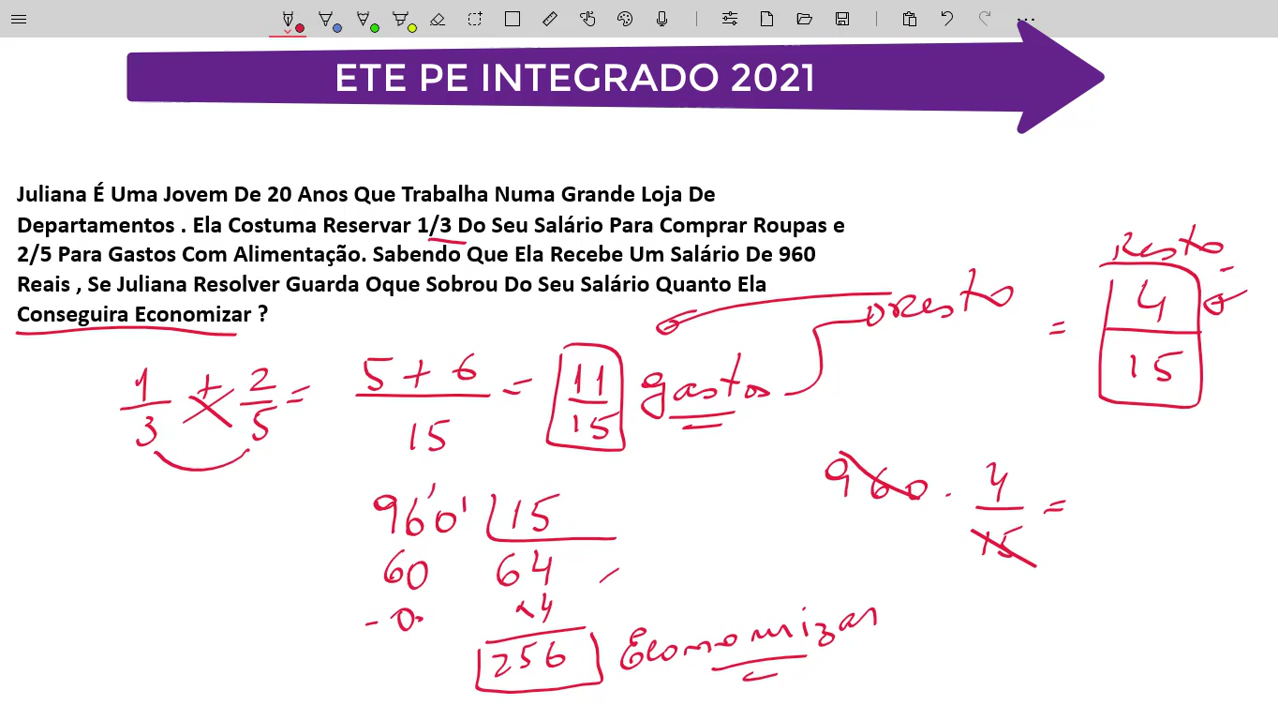 ETE PE INTEGRADO 2021
Juliana É Uma Jovem De 20 Anos Que Trabalha Numa Grande Loja De
Departamentos . Ela Costuma Reservar 1/3 Do Seu Salário Para Comprar Roupas e
2/5 Para Gastos Com Alimentação. Sabendo Que Ela Recebe Um Salário De 960
Reais , Se Juliana Resolver Guarda Oque Sobrou Do Seu Salário Quanto Ela
Conseguira Economizar ?
Resto
oresto
= 4/15
1/3 + 2/5 = 5 + 6 / 15 = 11/15 gastos
960 · 4/15 =
960 15
60 64
- 0 ×4
256 Economizar